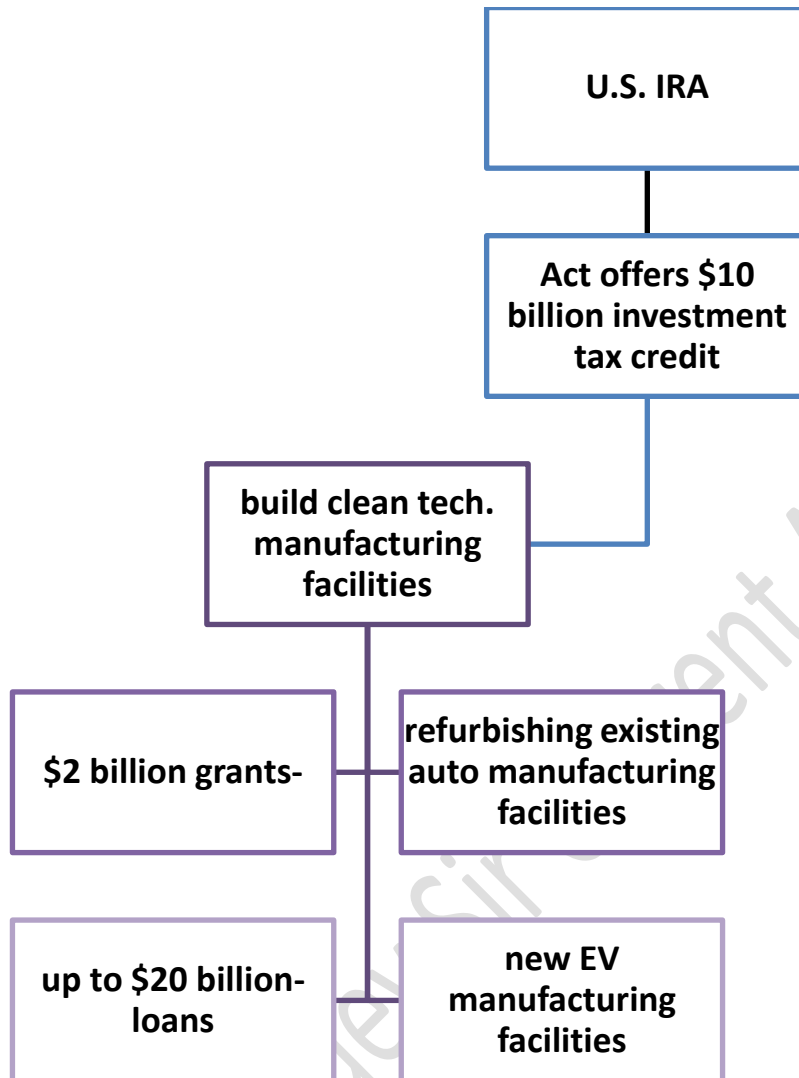 U.S. IRA
Act offers $10
billion investment
tax credit
build clean tech.
manufacturing
facilities
$2 billion grants-
refurbishing existing
auto manufacturing
facilities
up to $20 billion-
loans
new EV
manufacturing
facilities
Sir